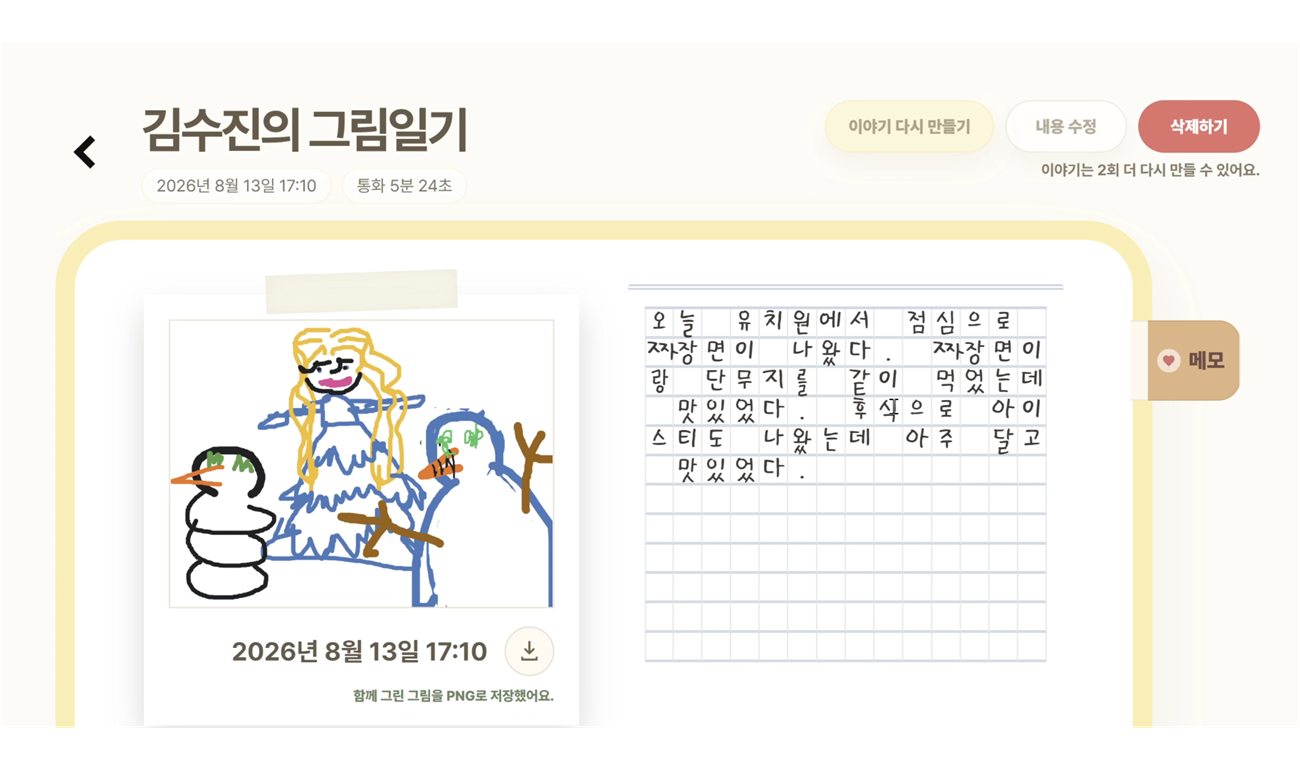 김수진의 그림일기
2026년 8월 13일 17:10
통화 5분 24초
이야기 다시 만들기
내용 수정
삭제하기
이야기는 2회 더 다시 만들 수 있어요.
오늘 유치원에서 점심으로
짜장면이 나왔다. 짜장면이
랑 단무지를 같이 먹었는데
맛있었다. 후식으로 아이
스티도 나왔는데 아주 달고
맛있었다.
메모
2026년 8월 13일 17:10
함께 그린 그림을 PNG로 저장했어요.